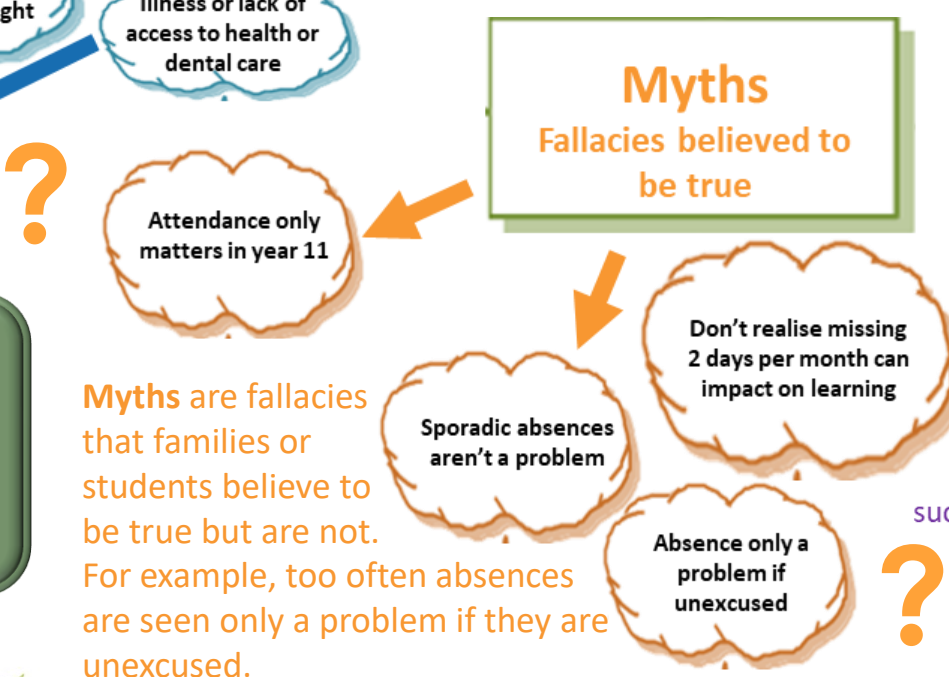 ght
Illness or lack of
access to health or
dental care
Myths
Fallacies believed to
be true
?
Attendance only
matters in year 11
Don't realise missing
2 days per month can
impact on learning
Myths are fallacies
that families or
students believe to
be true but are not.
For example, too often absences
are seen only a problem if they are
unexcused.
Sporadic absences
aren't a problem
Absence only a
problem if
unexcused
suc
?